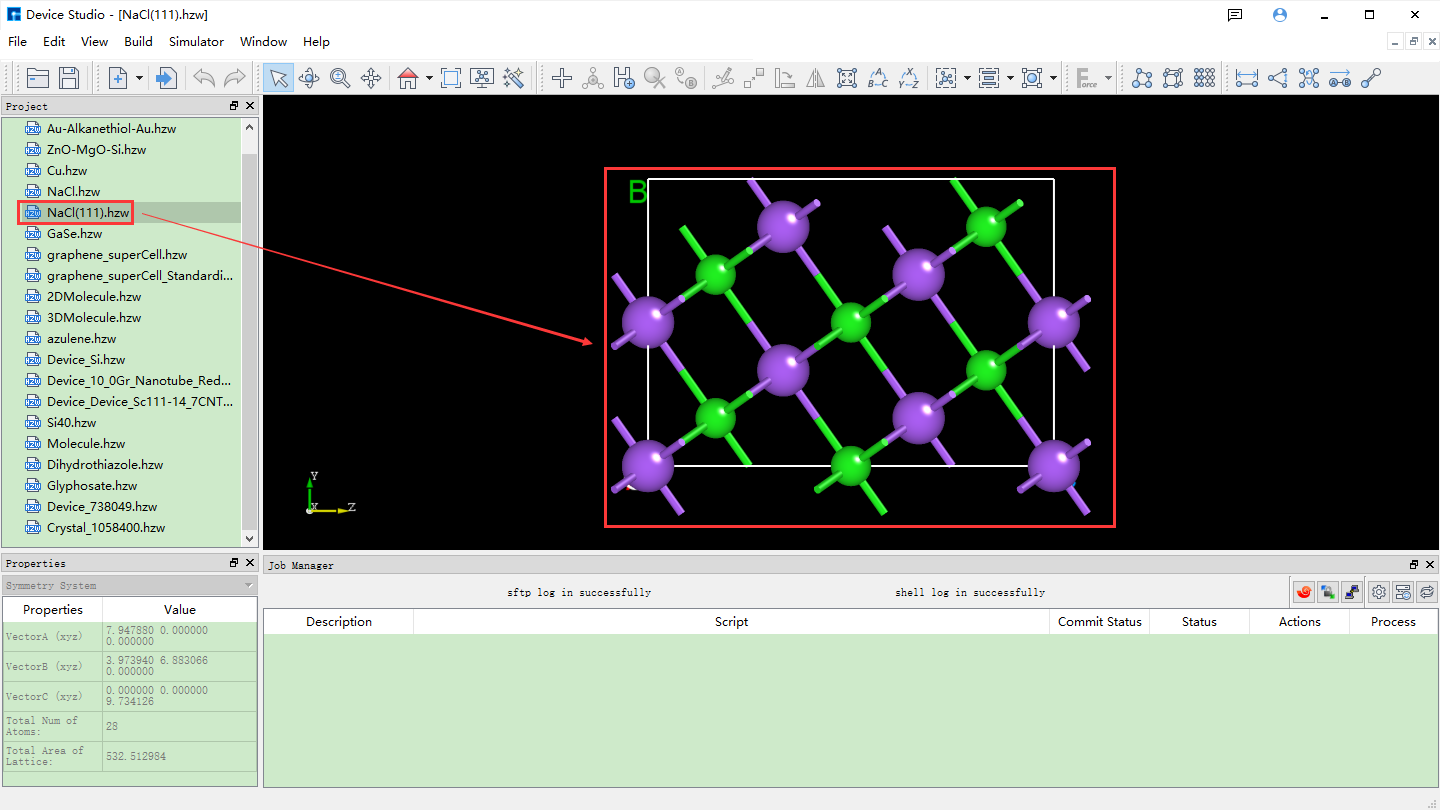 Device Studio - [NaCl(111).hzw]
File Edit View Build Simulator Window Help
Project
Au-Alkanethiol-Au.hzw
ZnO-MgO-Si.hzw
Cu.hzw
NaCl.hzw
NaCl(111).hzw
GaSe.hzw
graphene_superCell.hzw
graphene_superCell_Standardi...
2DMolecule.hzw
3DMolecule.hzw
azulene.hzw
Device_Si.hzw
Device_10_0Gr_Nanotube_Red...
Device_Device_Sc111-14_7CNT...
Si40.hzw
Molecule.hzw
Dihydrothiazole.hzw
Glyphosate.hzw
Device_738049.hzw
Crystal_1058400.hzw
B
Y
X Z
Properties
Symmetry System
Properties Value
VectorA (xyz) 7.947880 0.000000
0.000000
VectorB (xyz) 3.973940 6.883066
0.000000
VectorC (xyz) 0.000000 0.000000
9.734126
Total Num of
Atoms: 28
Total Area of
Lattice: 532.512984
Job Manager
sftp log in successfully shell log in successfully
Description Script Commit Status Status Actions Process